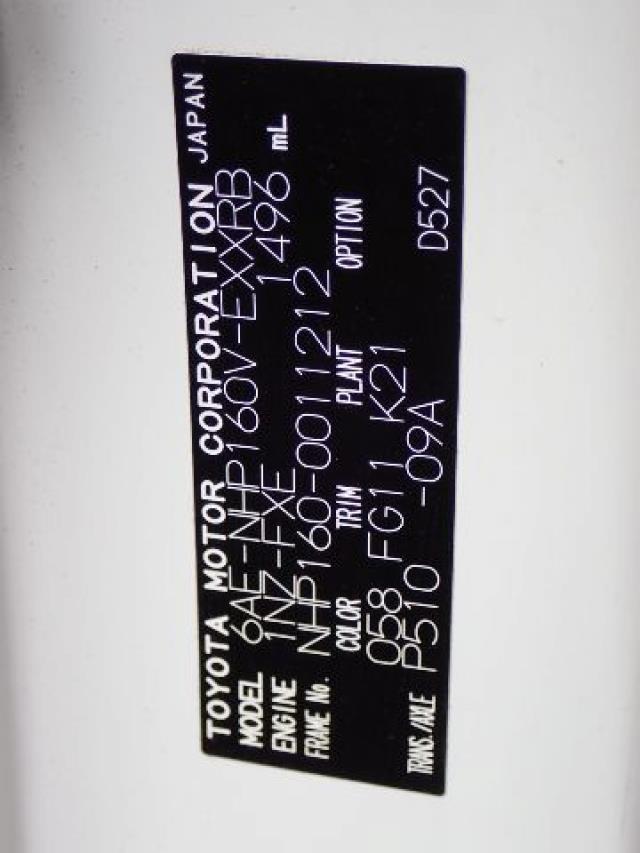 TOYOTA MOTOR CORPORATION JAPAN
MODEL 6AE-NHP160V-EXXRB
ENGINE 1NZ-FXE 1496 mL
FRAME No. NHP160-0011212
COLOR TRIM PLANT OPTION
058 FG11 K21
TRANS./AXLE P510 -09A D527